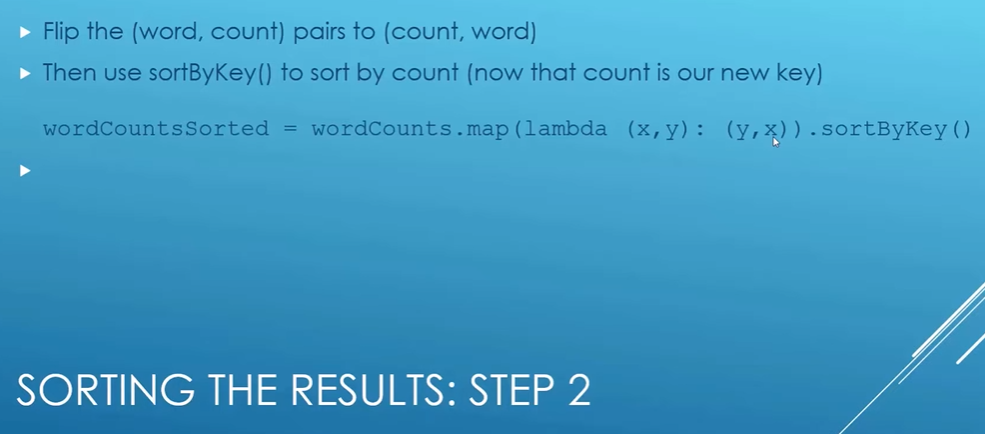 Flip the (word, count) pairs to (count, word)
Then use sortByKey() to sort by count (now that count is our new key)
wordCountsSorted = wordCounts.map(lambda (x,y): (y,x)).sortByKey()
SORTING THE RESULTS: STEP 2